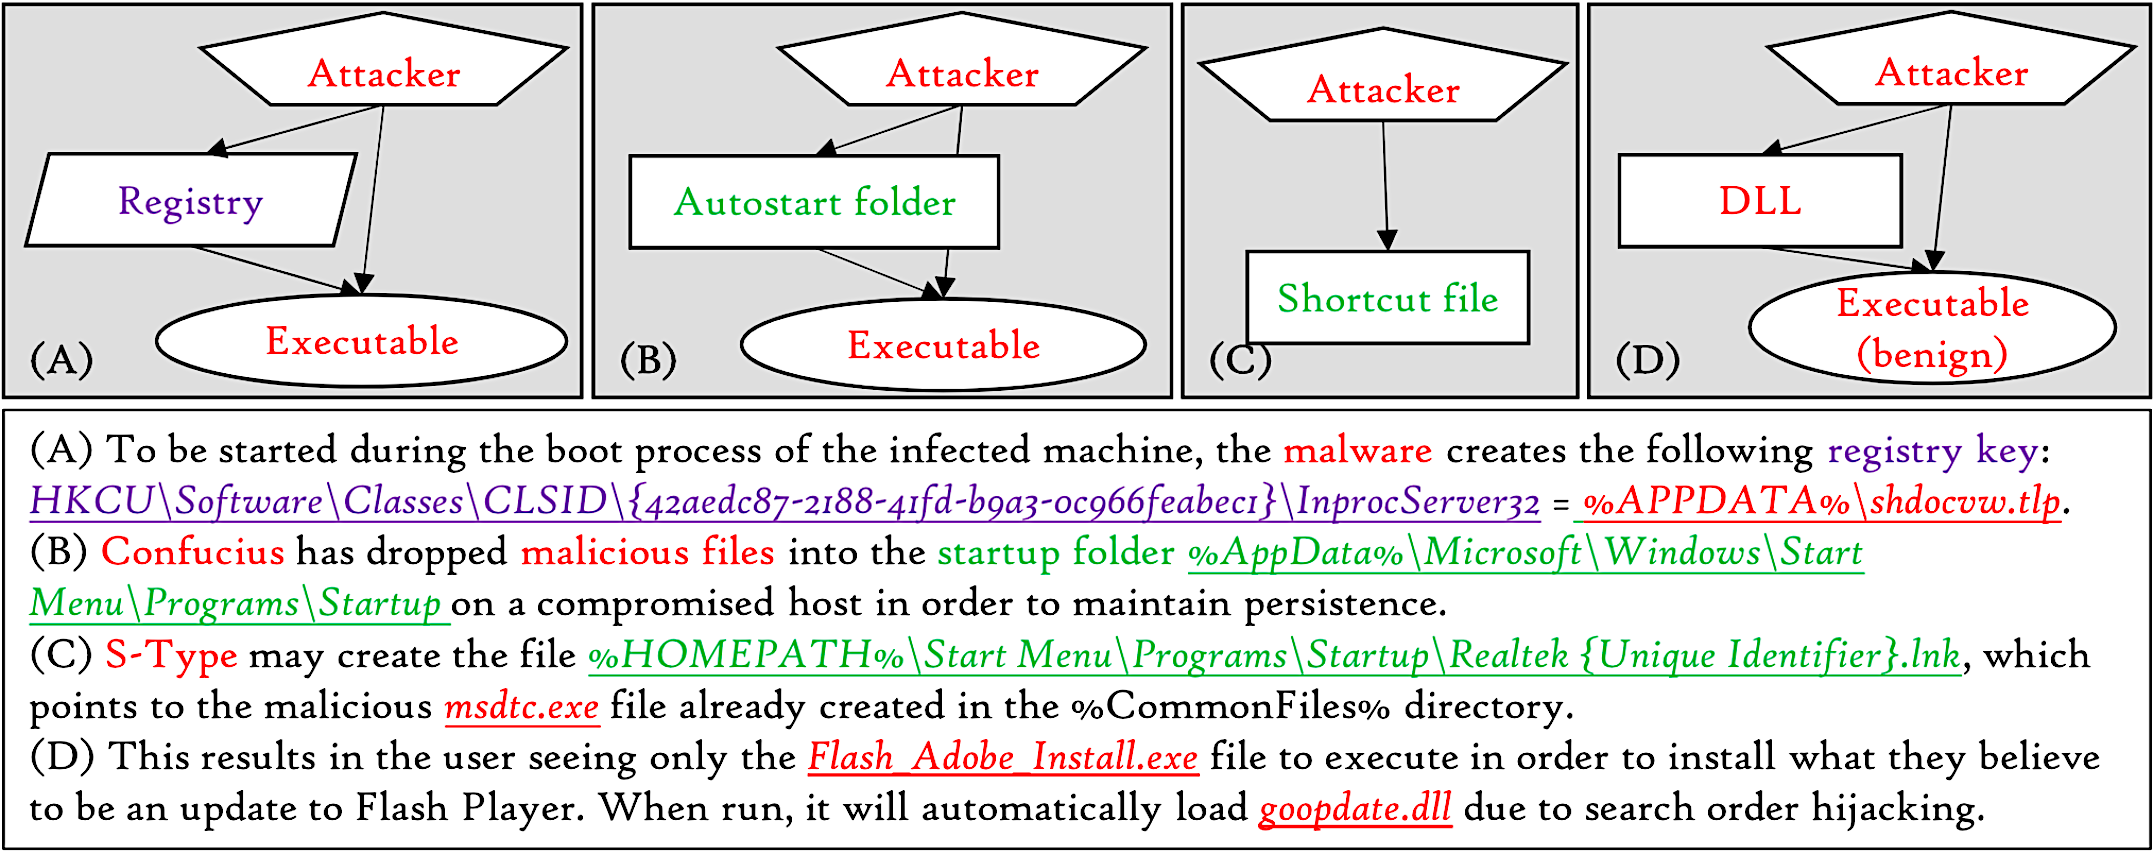 Attacker
Registry
Executable
(A)
Attacker
Autostart folder
Executable
(B)
Attacker
Shortcut file
(C)
Attacker
DLL
Executable
(benign)
(D)
(A) To be started during the boot process of the infected machine, the malware creates the following registry key:
HKCU\Software\Classes\CLSID\{42aedc87-2188-41fd-b9a3-0c966feabec1}\InprocServer32 = %APPDATA%\shdocvw.tlp.
(B) Confucius has dropped malicious files into the startup folder %AppData%\Microsoft\Windows\Start
Menu\Programs\Startup on a compromised host in order to maintain persistence.
(C) S-Type may create the file %HOMEPATH%\Start Menu\Programs\Startup\Realtek {Unique Identifier}.lnk, which
points to the malicious msdtc.exe file already created in the %CommonFiles% directory.
(D) This results in the user seeing only the Flash_Adobe_Install.exe file to execute in order to install what they believe
to be an update to Flash Player. When run, it will automatically load goopdate.dll due to search order hijacking.